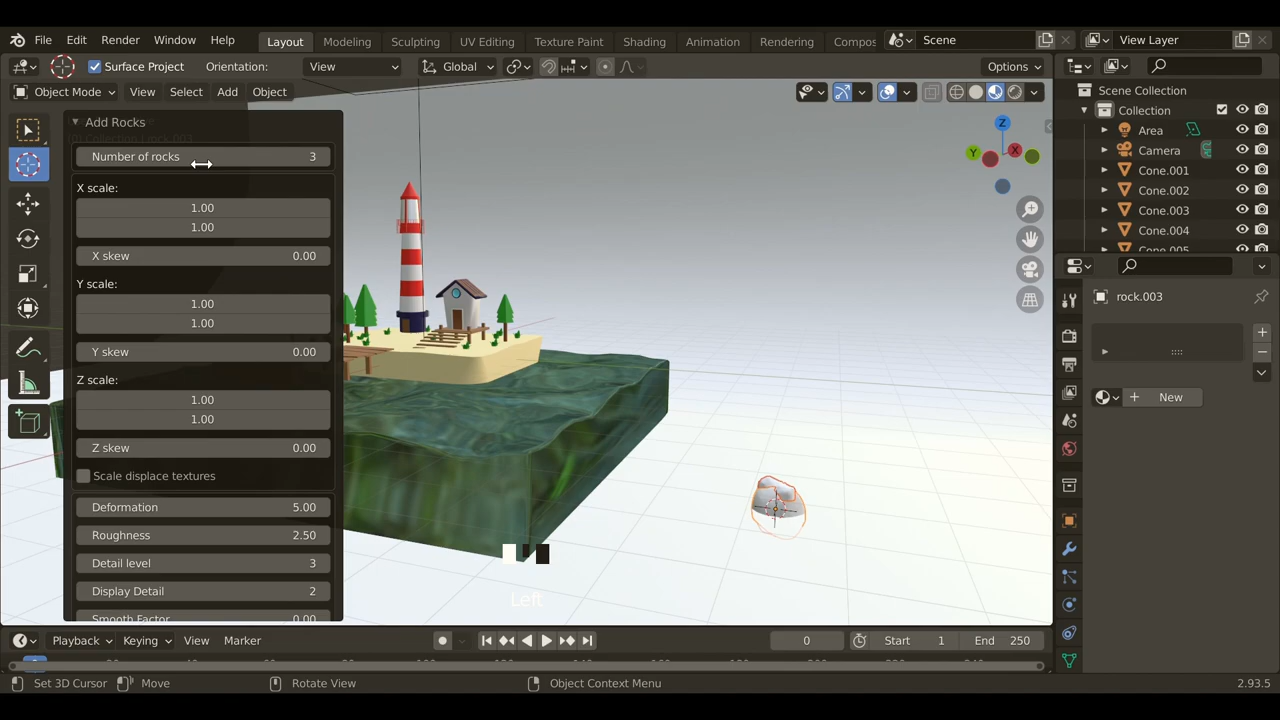 File Edit Render Window Help Layout Modeling Sculpting UV Editing Texture Paint Shading Animation Rendering Compos Scene View Layer
Surface Project Orientation: View Global Options
Object Mode View Select Add Object
Scene Collection
Collection
Area
Camera
Cone.001
Cone.002
Cone.003
Cone.004
Cone.005
Add Rocks
Number of rocks 3
X scale:
1.00
1.00
X skew 0.00
Y scale:
1.00
1.00
Y skew 0.00
Z scale:
1.00
1.00
Z skew 0.00
Scale displace textures
Deformation 5.00
Roughness 2.50
Detail level 3
Display Detail 2
Smooth Factor 0.00
Z
Y
X
Left
rock.003
New
Playback Keying View Marker 0 Start 1 End 250
Set 3D Cursor Move Rotate View Object Context Menu 2.93.5